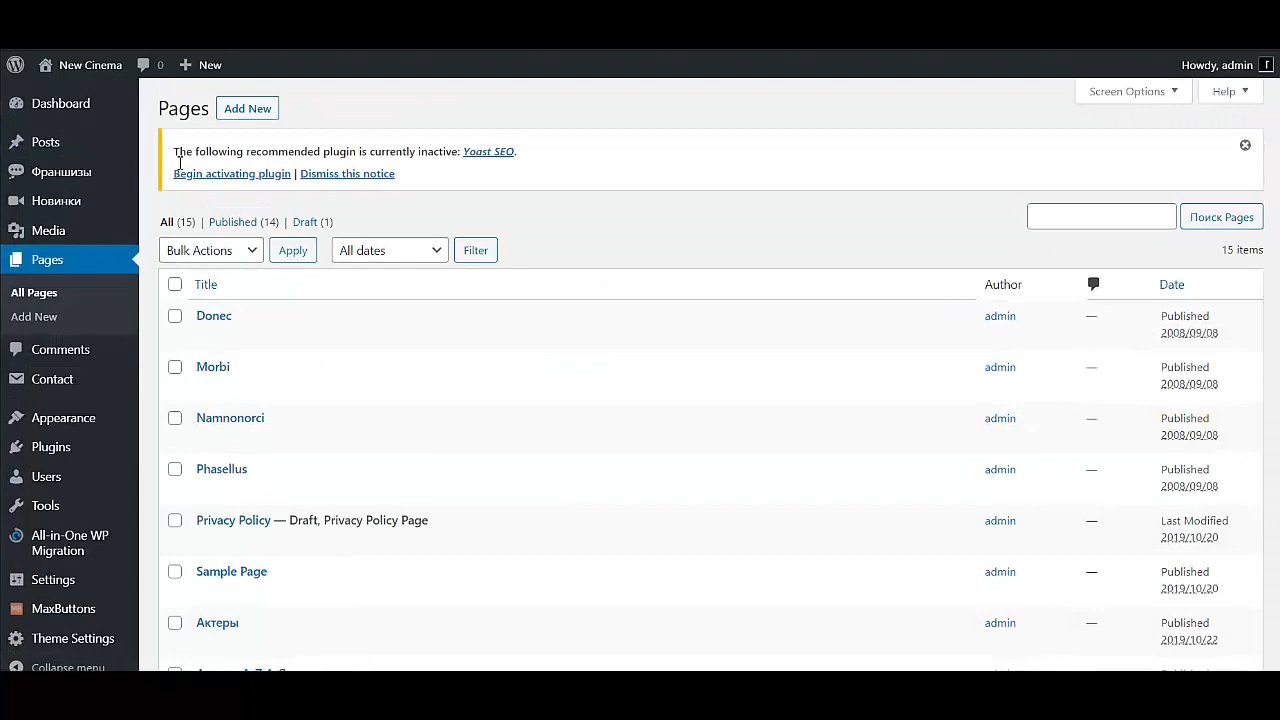 New Cinema 0 New Howdy, admin
Dashboard
Posts
Франшизы
Новинки
Media
Pages
All Pages
Add New
Comments
Contact
Appearance
Plugins
Users
Tools
All-in-One WP
Migration
Settings
MaxButtons
Theme Settings
Collapse menu
Screen Options Help
Pages Add New
The following recommended plugin is currently inactive: Yoast SEO.
Begin activating plugin | Dismiss this notice
All (15) | Published (14) | Draft (1)
Поиск Pages
Bulk Actions Apply All dates Filter 15 items
Title Author Date
Donec admin — Published
2008/09/08
Morbi admin — Published
2008/09/08
Namnonorci admin — Published
2008/09/08
Phasellus admin — Published
2008/09/08
Privacy Policy — Draft, Privacy Policy Page admin — Last Modified
2019/10/20
Sample Page admin — Published
2019/10/20
Актеры admin — Published
2019/10/22